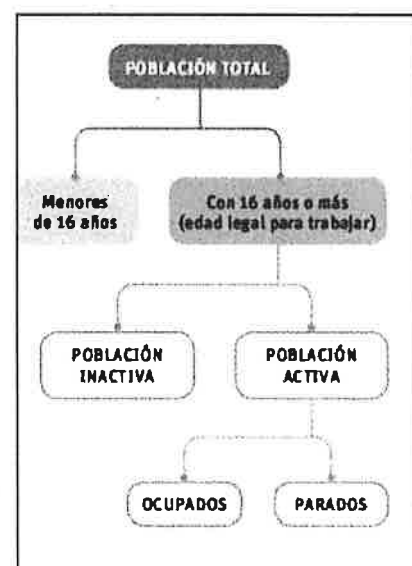 POBLACIÓN TOTAL
Menores
de 16 años
Con 16 años o más
(edad legal para trabajar)
POBLACIÓN
INACTIVA
POBLACIÓN
ACTIVA
OCUPADOS
PARADOS